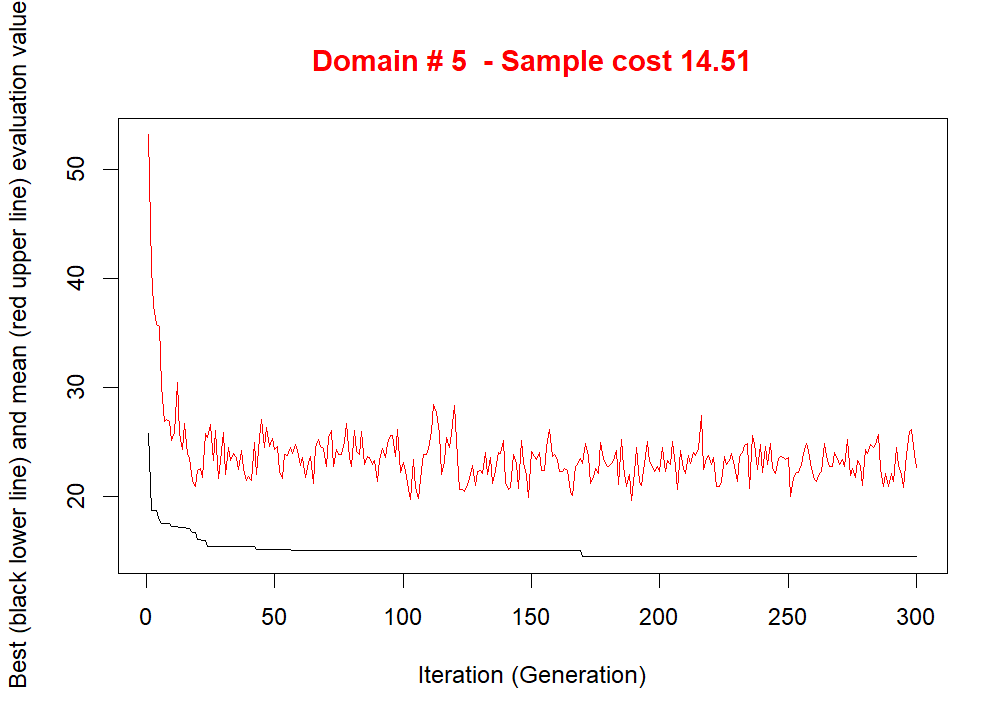 Domain # 5  - Sample cost 14.51
Best (black lower line) and mean (red upper line) evaluation value
50
40
30
20
0 50 100 150 200 250 300
Iteration (Generation)